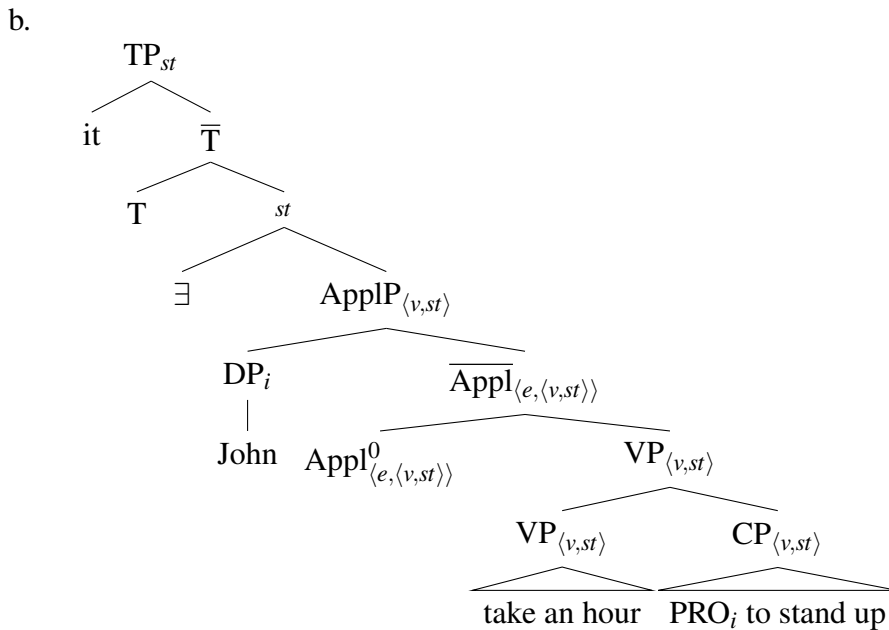 b.
TP_st
it T̅
T st
∃ ApplP_⟨v,st⟩
DP_i A̅p̅p̅l̅_⟨e,⟨v,st⟩⟩
John Appl⁰_⟨e,⟨v,st⟩⟩ VP_⟨v,st⟩
VP_⟨v,st⟩ CP_⟨v,st⟩
take an hour PRO_i to stand up